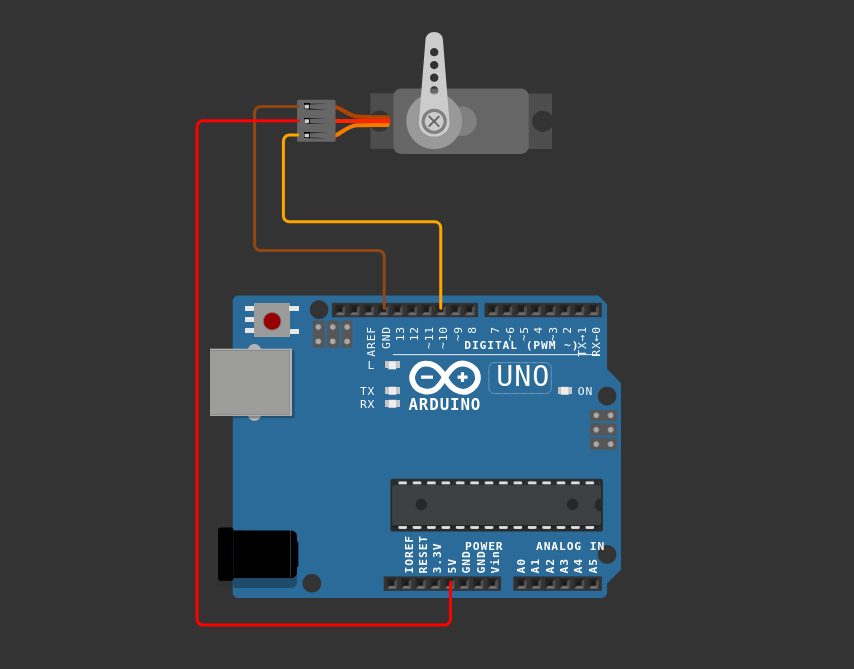 AREF
GND
13
12
~11
~10
~9
8
7
~6
~5
4
~3
2
TX→1
RX←0
DIGITAL (PWM ~)
L
TX
RX
UNO
ON
ARDUINO
IOREF
RESET
3.3V
5V
GND
GND
Vin
POWER
ANALOG IN
A0
A1
A2
A3
A4
A5